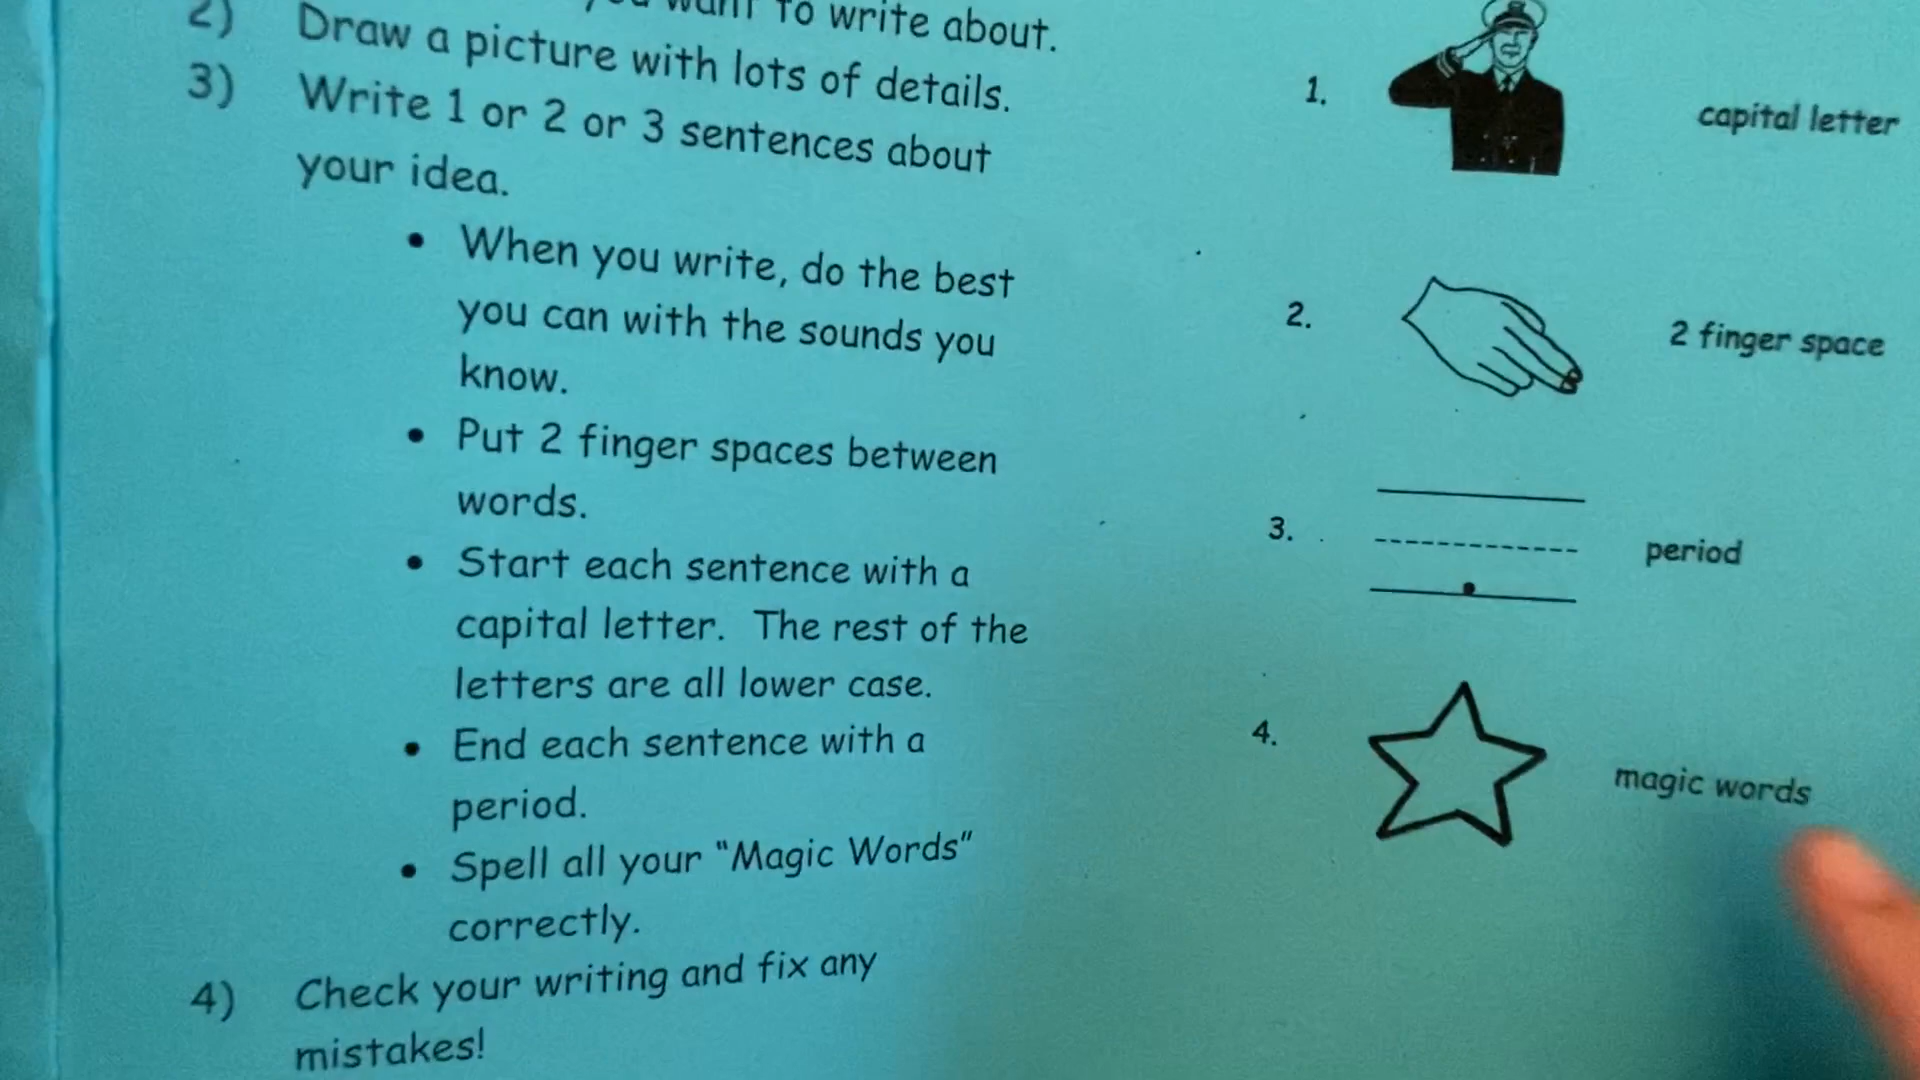 you want to write about.
2) Draw a picture with lots of details.
3) Write 1 or 2 or 3 sentences about
your idea.
• When you write, do the best
you can with the sounds you
know.
• Put 2 finger spaces between
words.
• Start each sentence with a
capital letter. The rest of the
letters are all lower case.
• End each sentence with a
period.
• Spell all your “Magic Words”
correctly.
4) Check your writing and fix any
mistakes!
1. capital letter
2. 2 finger space
3. period
4. magic words